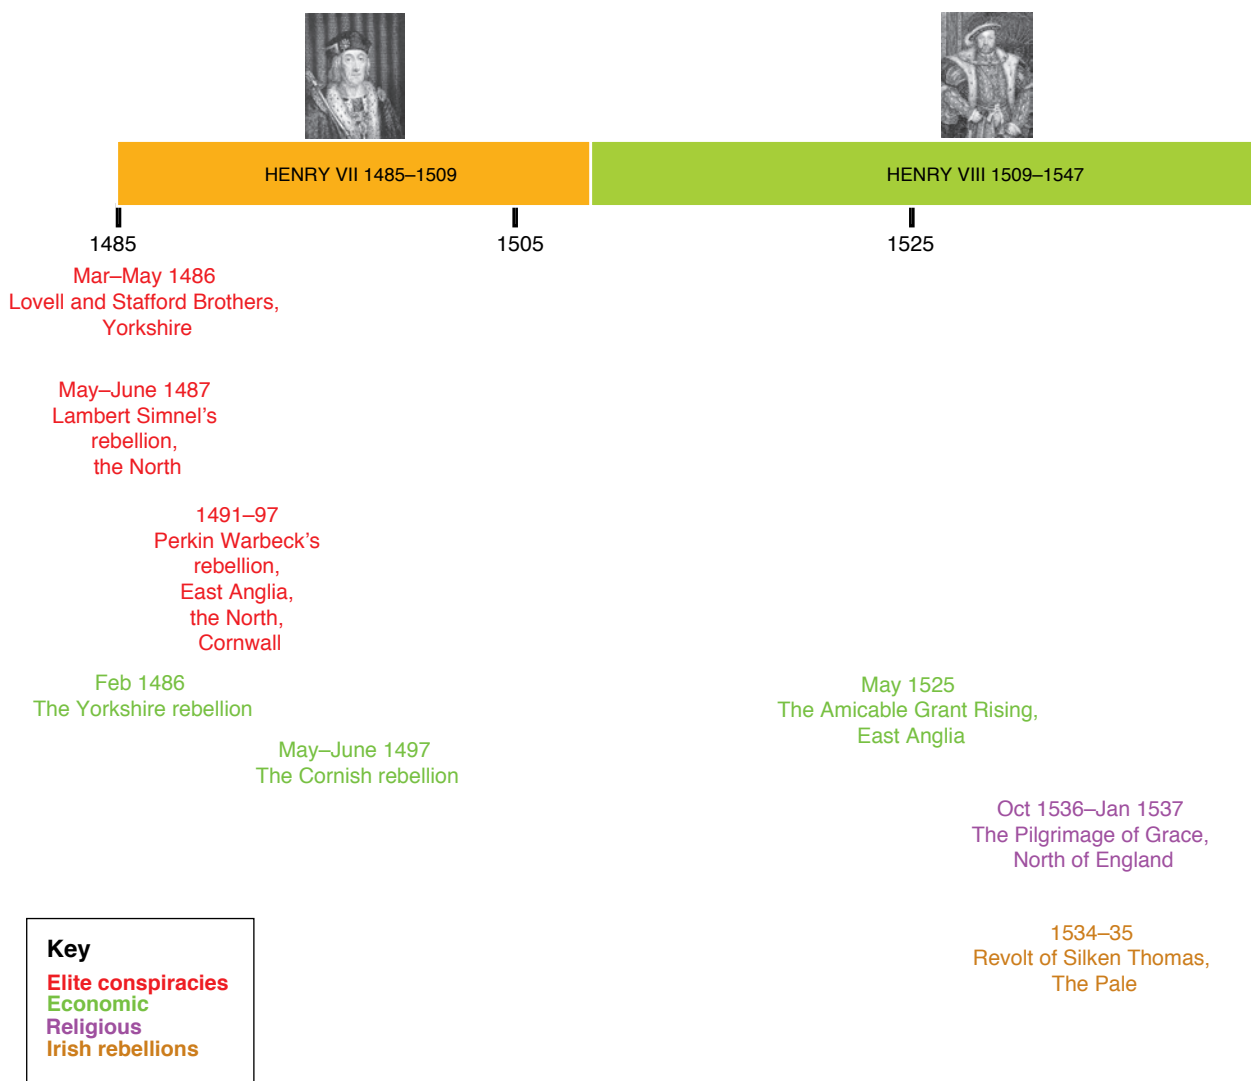 HENRY VII 1485–1509
HENRY VIII 1509–1547
1485
1505
1525
Mar–May 1486
Lovell and Stafford Brothers,
Yorkshire
May–June 1487
Lambert Simnel’s
rebellion,
the North
1491–97
Perkin Warbeck’s
rebellion,
East Anglia,
the North,
Cornwall
Feb 1486
The Yorkshire rebellion
May–June 1497
The Cornish rebellion
May 1525
The Amicable Grant Rising,
East Anglia
Oct 1536–Jan 1537
The Pilgrimage of Grace,
North of England
1534–35
Revolt of Silken Thomas,
The Pale
Key
Elite conspiracies
Economic
Religious
Irish rebellions